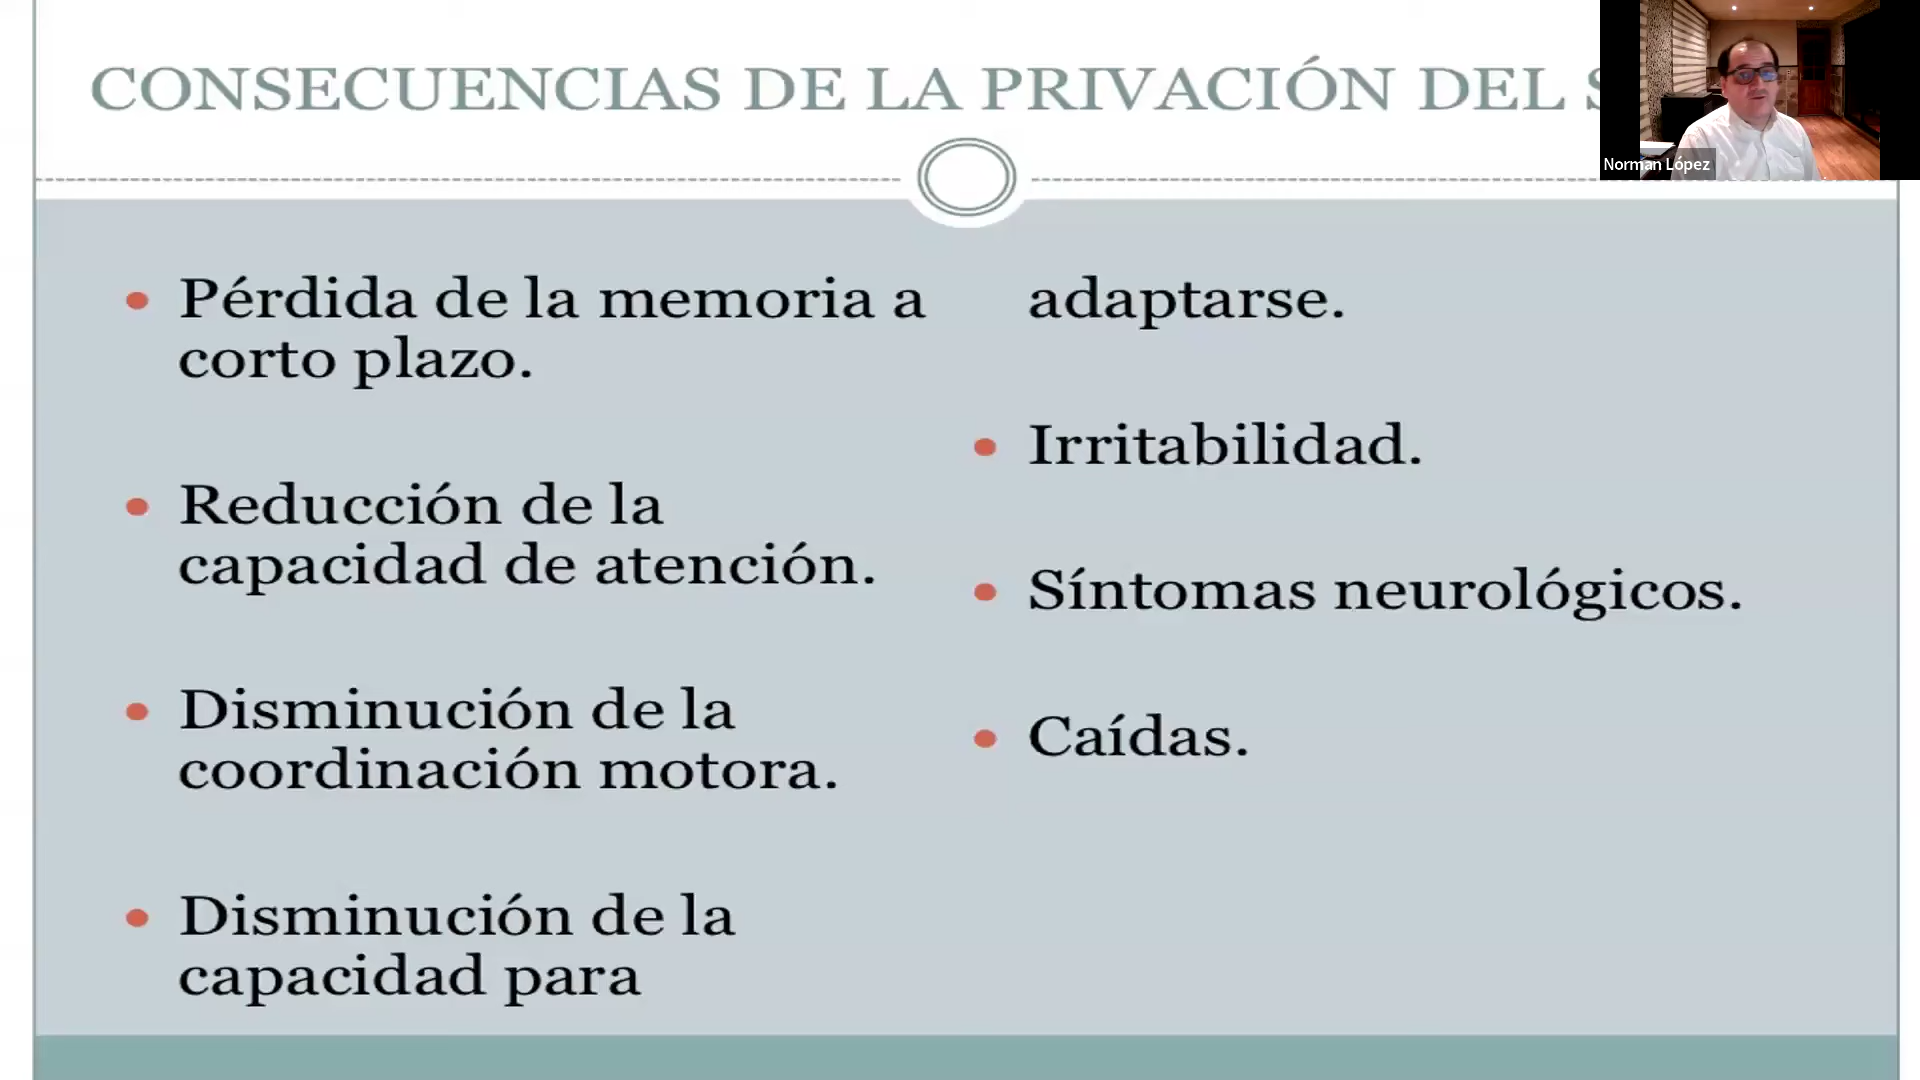 CONSECUENCIAS DE LA PRIVACIÓN DEL
Norman López
Pérdida de la memoria a
corto plazo.
Reducción de la
capacidad de atención.
Disminución de la
coordinación motora.
Disminución de la
capacidad para
adaptarse.
Irritabilidad.
Síntomas neurológicos.
Caídas.